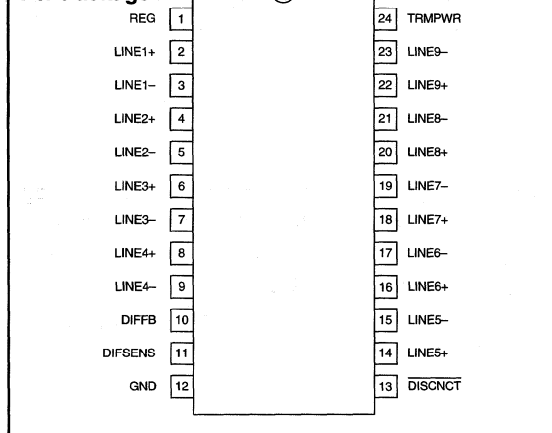 REG 1 24 TRMPWR
LINE1+ 2 23 LINE9–
LINE1– 3 22 LINE9+
LINE2+ 4 21 LINE8–
LINE2– 5 20 LINE8+
LINE3+ 6 19 LINE7–
LINE3– 7 18 LINE7+
LINE4+ 8 17 LINE6–
LINE4– 9 16 LINE6+
DIFFB 10 15 LINE5–
DIFSENS 11 14 LINE5+
GND 12 13 DISCNCT